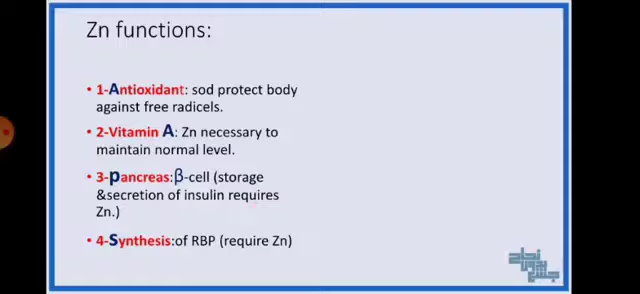 Zn functions:
• 1-Antioxidant: sod protect body
against free radicels.
• 2-Vitamin A: Zn necessary to
maintain normal level.
• 3-pancreas:β-cell (storage
&secretion of insulin requires
Zn.)
• 4-Synthesis:of RBP (require Zn)